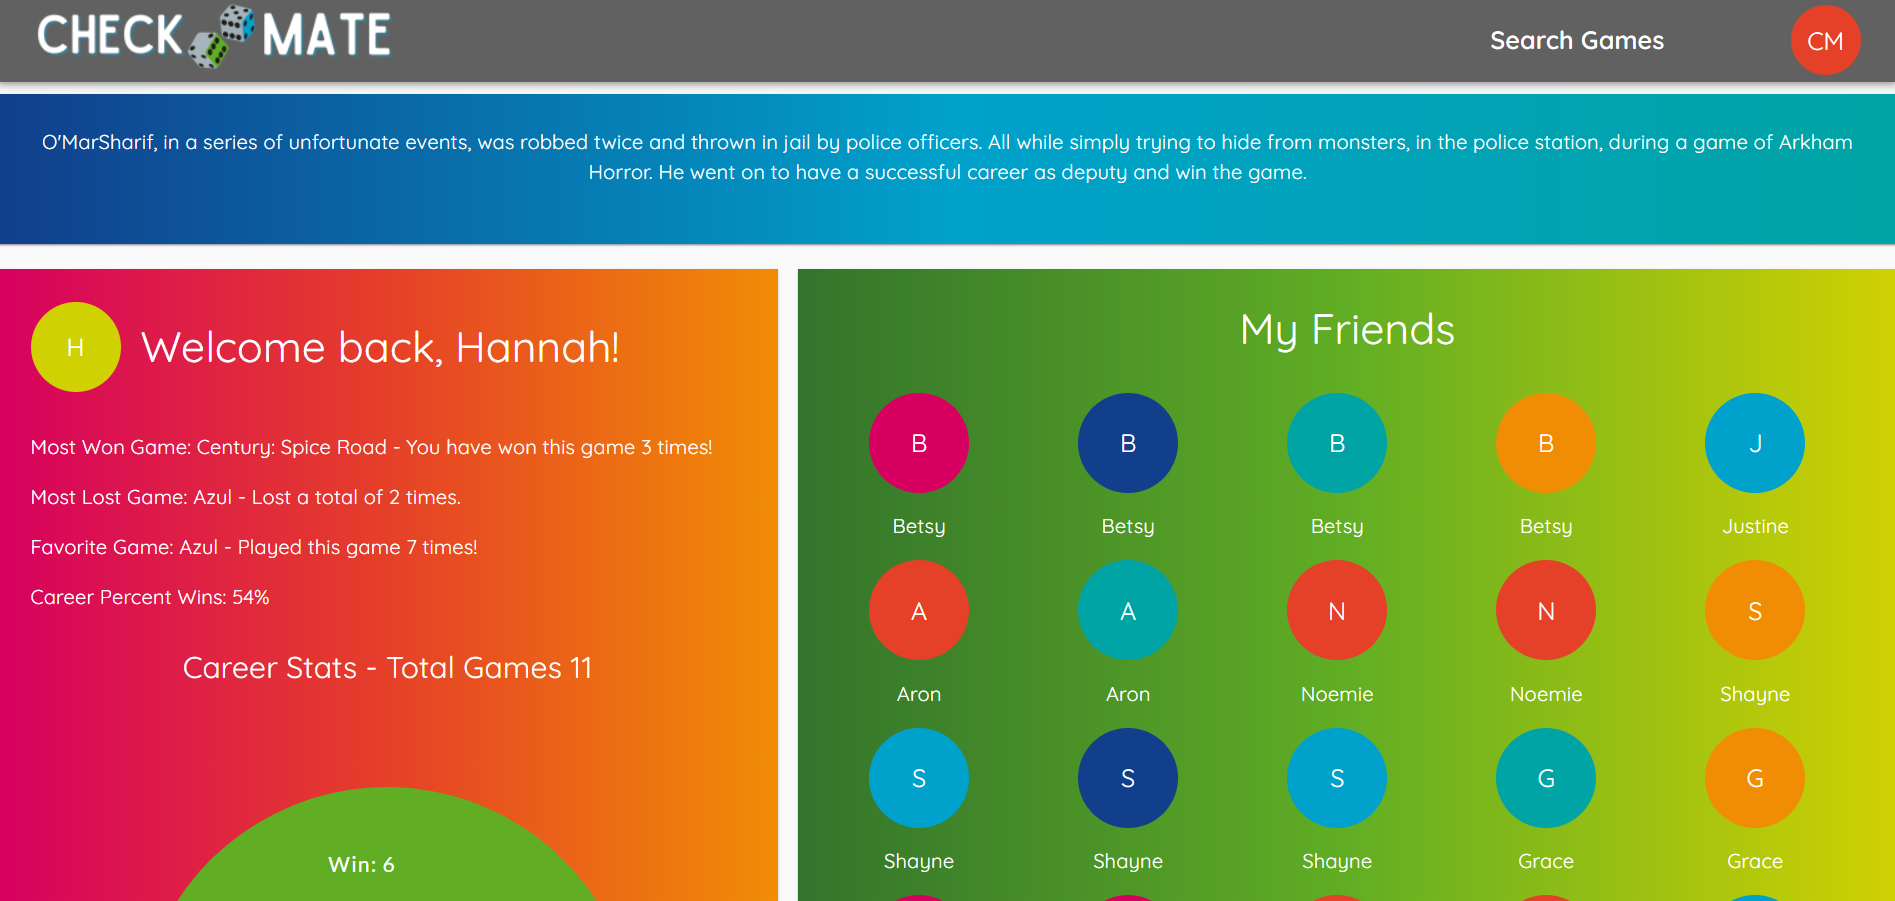 CHECK MATE
Search Games
CM
O'MarSharif, in a series of unfortunate events, was robbed twice and thrown in jail by police officers. All while simply trying to hide from monsters, in the police station, during a game of Arkham
Horror. He went on to have a successful career as deputy and win the game.
H
Welcome back, Hannah!
Most Won Game: Century: Spice Road - You have won this game 3 times!
Most Lost Game: Azul - Lost a total of 2 times.
Favorite Game: Azul - Played this game 7 times!
Career Percent Wins: 54%
Career Stats - Total Games 11
Win: 6
My Friends
B B B B J
Betsy Betsy Betsy Betsy Justine
A A N N S
Aron Aron Noemie Noemie Shayne
S S S G G
Shayne Shayne Shayne Grace Grace